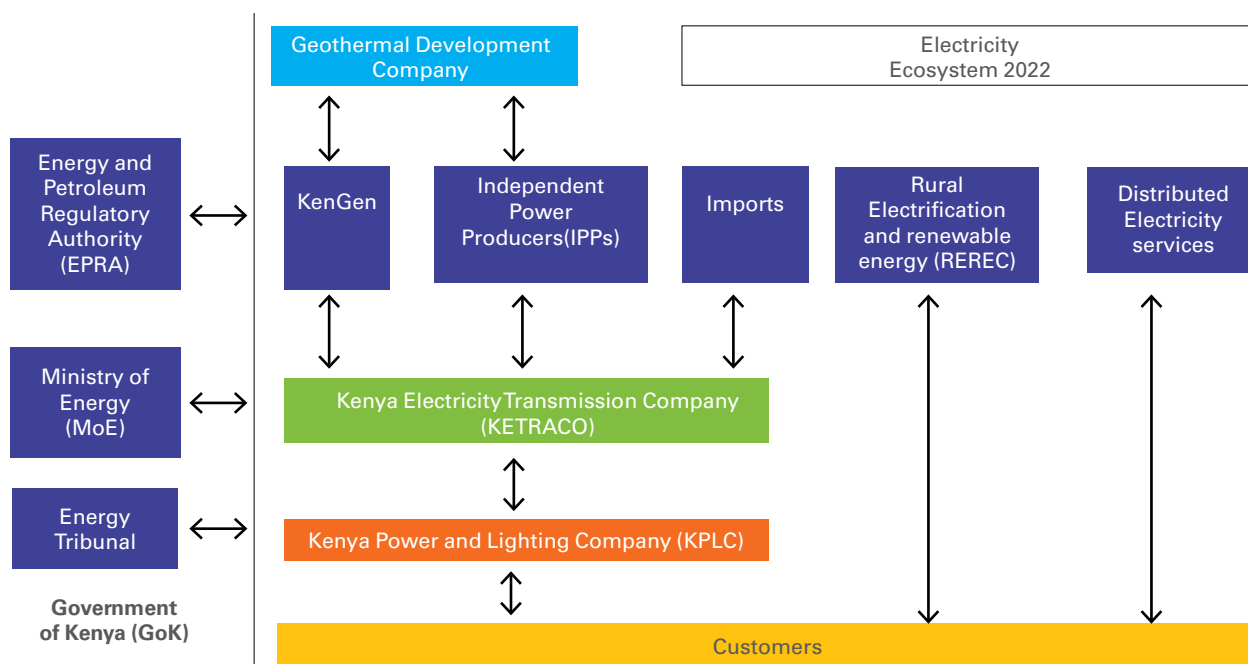 Geothermal Development
Company
Electricity
Ecosystem 2022
Energy and
Petroleum
Regulatory
Authority
(EPRA)
KenGen
Independent
Power
Producers(IPPs)
Imports
Rural
Electrification
and renewable
energy (REREC)
Distributed
Electricity
services
Ministry of
Energy
(MoE)
Kenya Electricity Transmission Company
(KETRACO)
Energy
Tribunal
Kenya Power and Lighting Company (KPLC)
Government
of Kenya (GoK)
Customers